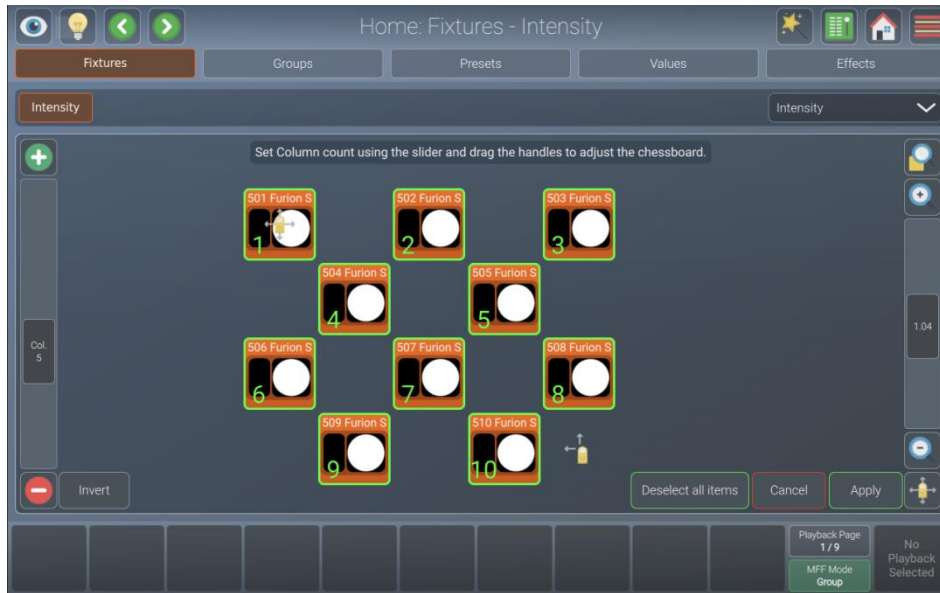 Home: Fixtures - Intensity
Fixtures
Groups
Presets
Values
Effects
Intensity
Intensity
Set Column count using the slider and drag the handles to adjust the chessboard.
501 Furion S
1
502 Furion S
2
503 Furion S
3
504 Furion S
4
505 Furion S
5
Col.
5
1.04
506 Furion S
6
507 Furion S
7
508 Furion S
8
509 Furion S
9
510 Furion S
10
Invert
Deselect all items
Cancel
Apply
Playback Page
1/9
MFF Mode
Group
No
Playback
Selected